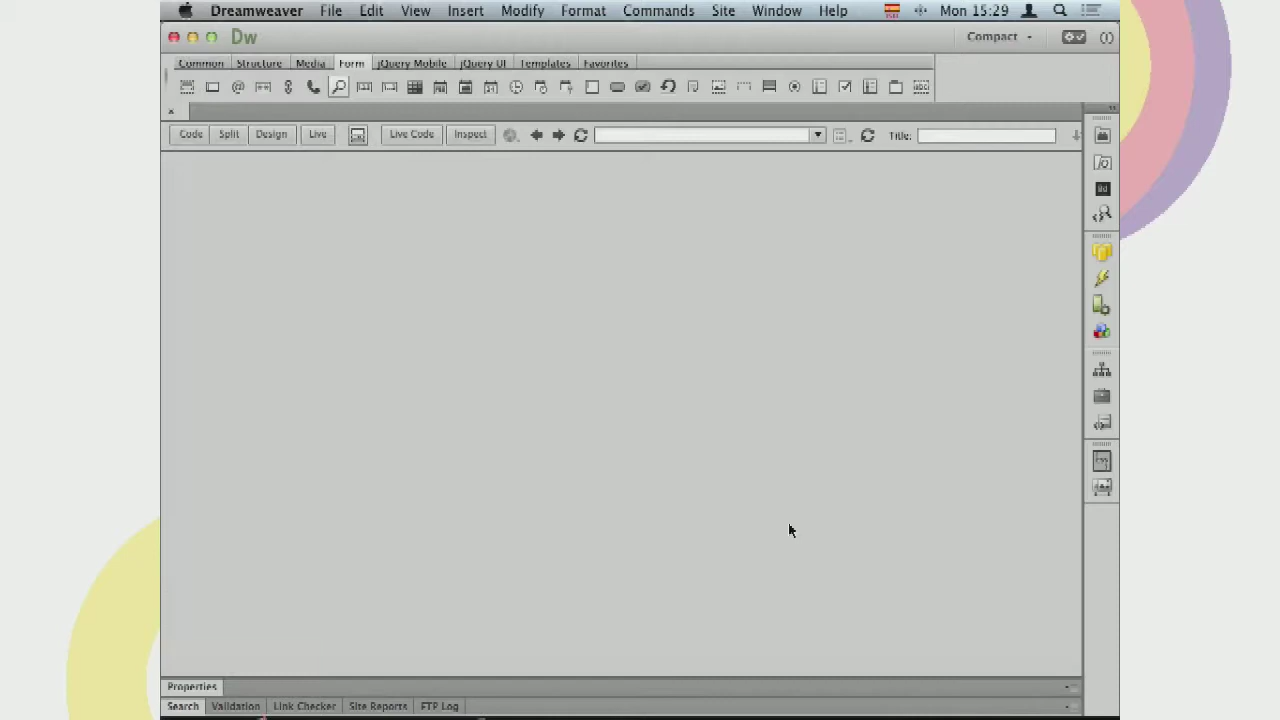 Dreamweaver File Edit View Insert Modify Format Commands Site Window Help Mon 15:29
Dw Compact
Common Structure Media Form jQuery Mobile jQuery UI Templates Favorites
Code Split Design Live Live Code Inspect Title:
Properties
Search Validation Link Checker Site Reports FTP Log